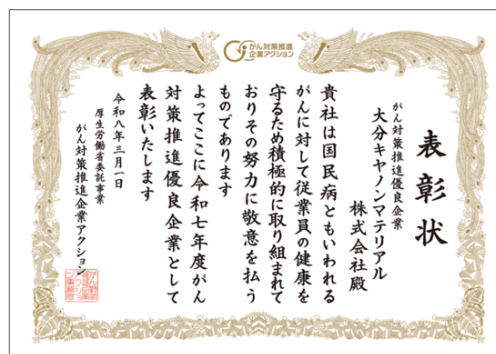 がん対策推進
企業アクション
表彰状
がん対策推進優良企業
大分キヤノンマテリアル
株式会社殿
貴社は国民病ともいわれる
がんに対して従業員の健康を
守るため積極的に取り組まれて
おりその努力に敬意を払う
ものであります
よってここに令和七年度がん
対策推進優良企業として
表彰いたします
令和八年三月一日
厚生労働省委託事業
がん対策推進企業アクション